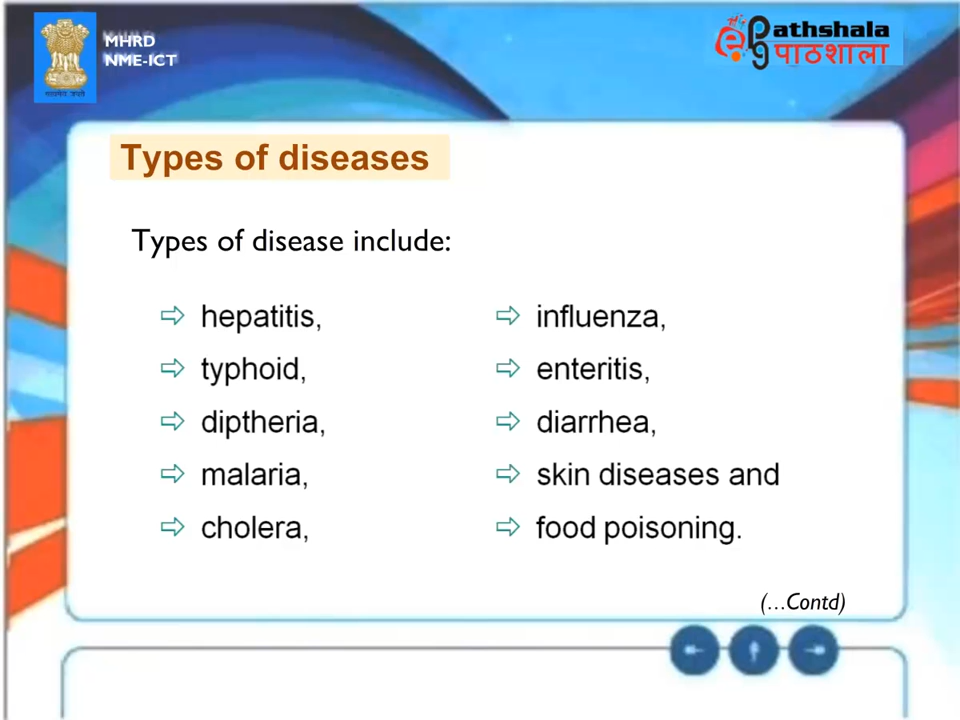 MHRD
NME-ICT
e PG Pathshala
पाठशाला
Types of diseases
Types of disease include:
⇨ hepatitis,
⇨ typhoid,
⇨ diptheria,
⇨ malaria,
⇨ cholera,
⇨ influenza,
⇨ enteritis,
⇨ diarrhea,
⇨ skin diseases and
⇨ food poisoning.
(...Contd)